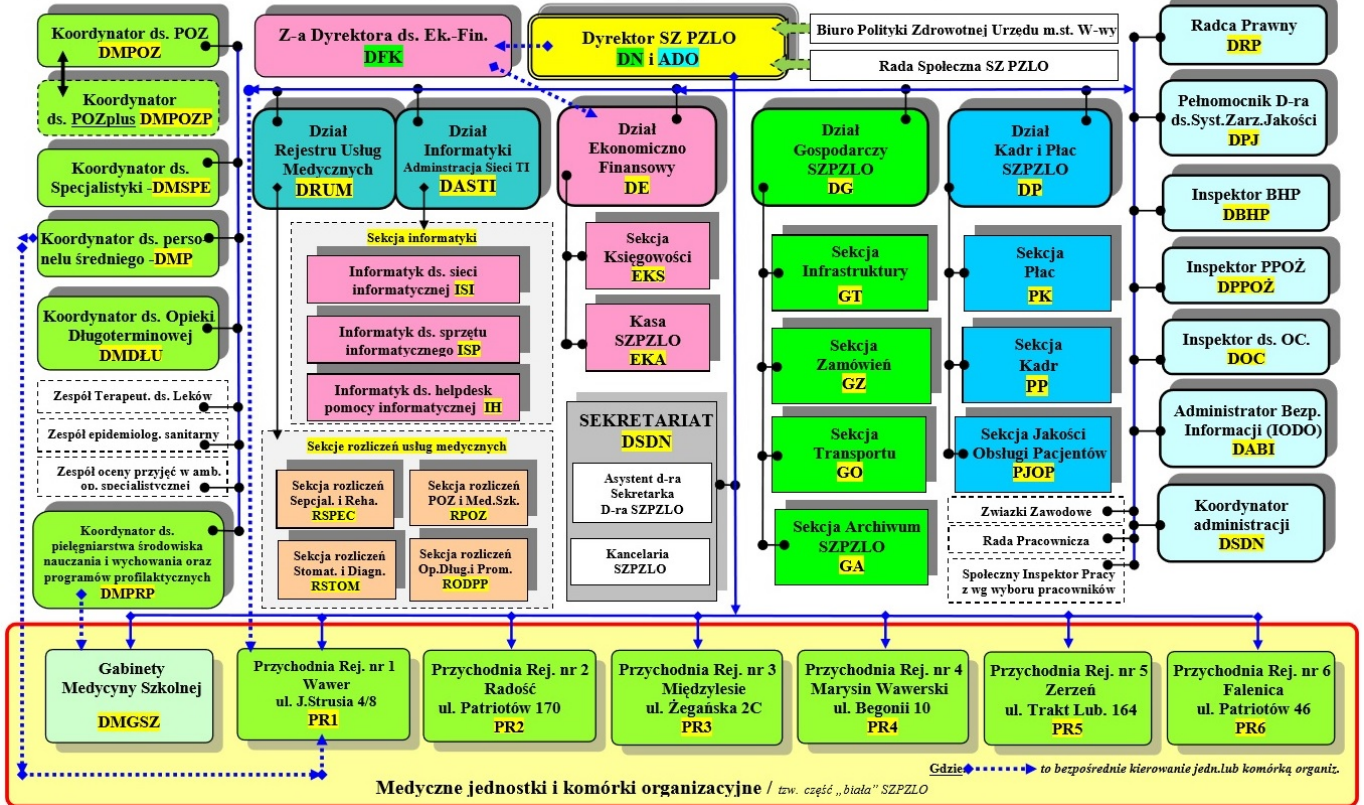 Koordynator ds. POZ
DMPOZ
Koordynator
ds. POZplus DMPOZP
Koordynator ds.
Specjalistyki -DMSPE
Koordynator ds. perso-
nelu średniego -DMP
Koordynator ds. Opieki
Długoterminowej
DMDŁU
Zespół Terapeut. ds. Leków
Zespół epidemiolog. sanitarny
Zespół oceny przyjęć w amb.
op. specjalistycznej
Koordynator ds.
pielęgniarstwa środowiska
nauczania i wychowania oraz
programów profilaktycznych
DMPRP
Z-a Dyrektora ds. Ek.-Fin.
DFK
Dyrektor SZ PZLO
DN i ADO
Biuro Polityki Zdrowotnej Urzędu m.st. W-wy
Rada Społeczna SZ PZLO
Dział
Rejestru Usług
Medycznych
DRUM
Dział
Informatyki
Adminstracja Sieci TI
DASTI
Dział
Ekonomiczno
Finansowy
DE
Dział
Gospodarczy
SZPZLO
DG
Dział
Kadr i Płac
SZPZLO
DP
Sekcja informatyki
Informatyk ds. sieci
informatycznej ISI
Informatyk ds. sprzętu
informatycznego ISP
Informatyk ds. helpdesk
pomocy informatycznej IH
Sekcje rozliczeń usług medycznych
Sekcja rozliczeń
Sepcjal. i Reha.
RSPEC
Sekcja rozliczeń
POZ i Med.Szk.
RPOZ
Sekcja rozliczeń
Stomat. i Diagn.
RSTOM
Sekcja rozliczeń
Op.Dług.i Prom.
RODPP
Sekcja
Księgowości
EKS
Kasa
SZPZLO
EKA
SEKRETARIAT
DSDN
Asystent d-ra
Sekretarka
D-ra SZPZLO
Kancelaria
SZPZLO
Sekcja
Infrastruktury
GT
Sekcja
Zamówień
GZ
Sekcja
Transportu
GO
Sekcja Archiwum
SZPZLO
GA
Sekcja
Płac
PK
Sekcja
Kadr
PP
Sekcja Jakości
Obsługi Pacjentów
PJOP
Zwiazki Zawodowe
Rada Pracownicza
Społeczny Inspektor Pracy
z wg wyboru pracowników
Radca Prawny
DRP
Pełnomocnik D-ra
ds.Syst.Zarz.Jakości
DPJ
Inspektor BHP
DBHP
Inspektor PPOŻ
DPPOŻ
Inspektor ds. OC.
DOC
Administrator Bezp.
Informacji (IODO)
DABI
Koordynator
administracji
DSDN
Gabinety
Medycyny Szkolnej
DMGSZ
Przychodnia Rej. nr 1
Wawer
ul. J.Strusia 4/8
PR1
Przychodnia Rej. nr 2
Radość
ul. Patriotów 170
PR2
Przychodnia Rej. nr 3
Międzylesie
ul. Żegańska 2C
PR3
Przychodnia Rej. nr 4
Marysin Wawerski
ul. Begonii 10
PR4
Przychodnia Rej. nr 5
Zerzeń
ul. Trakt Lub. 164
PR5
Przychodnia Rej. nr 6
Falenica
ul. Patriotów 46
PR6
Gdzie to bezpośrednie kierowanie jedn.lub komórką organiz.
Medyczne jednostki i komórki organizacyjne / tzw. część „biała” SZPZLO